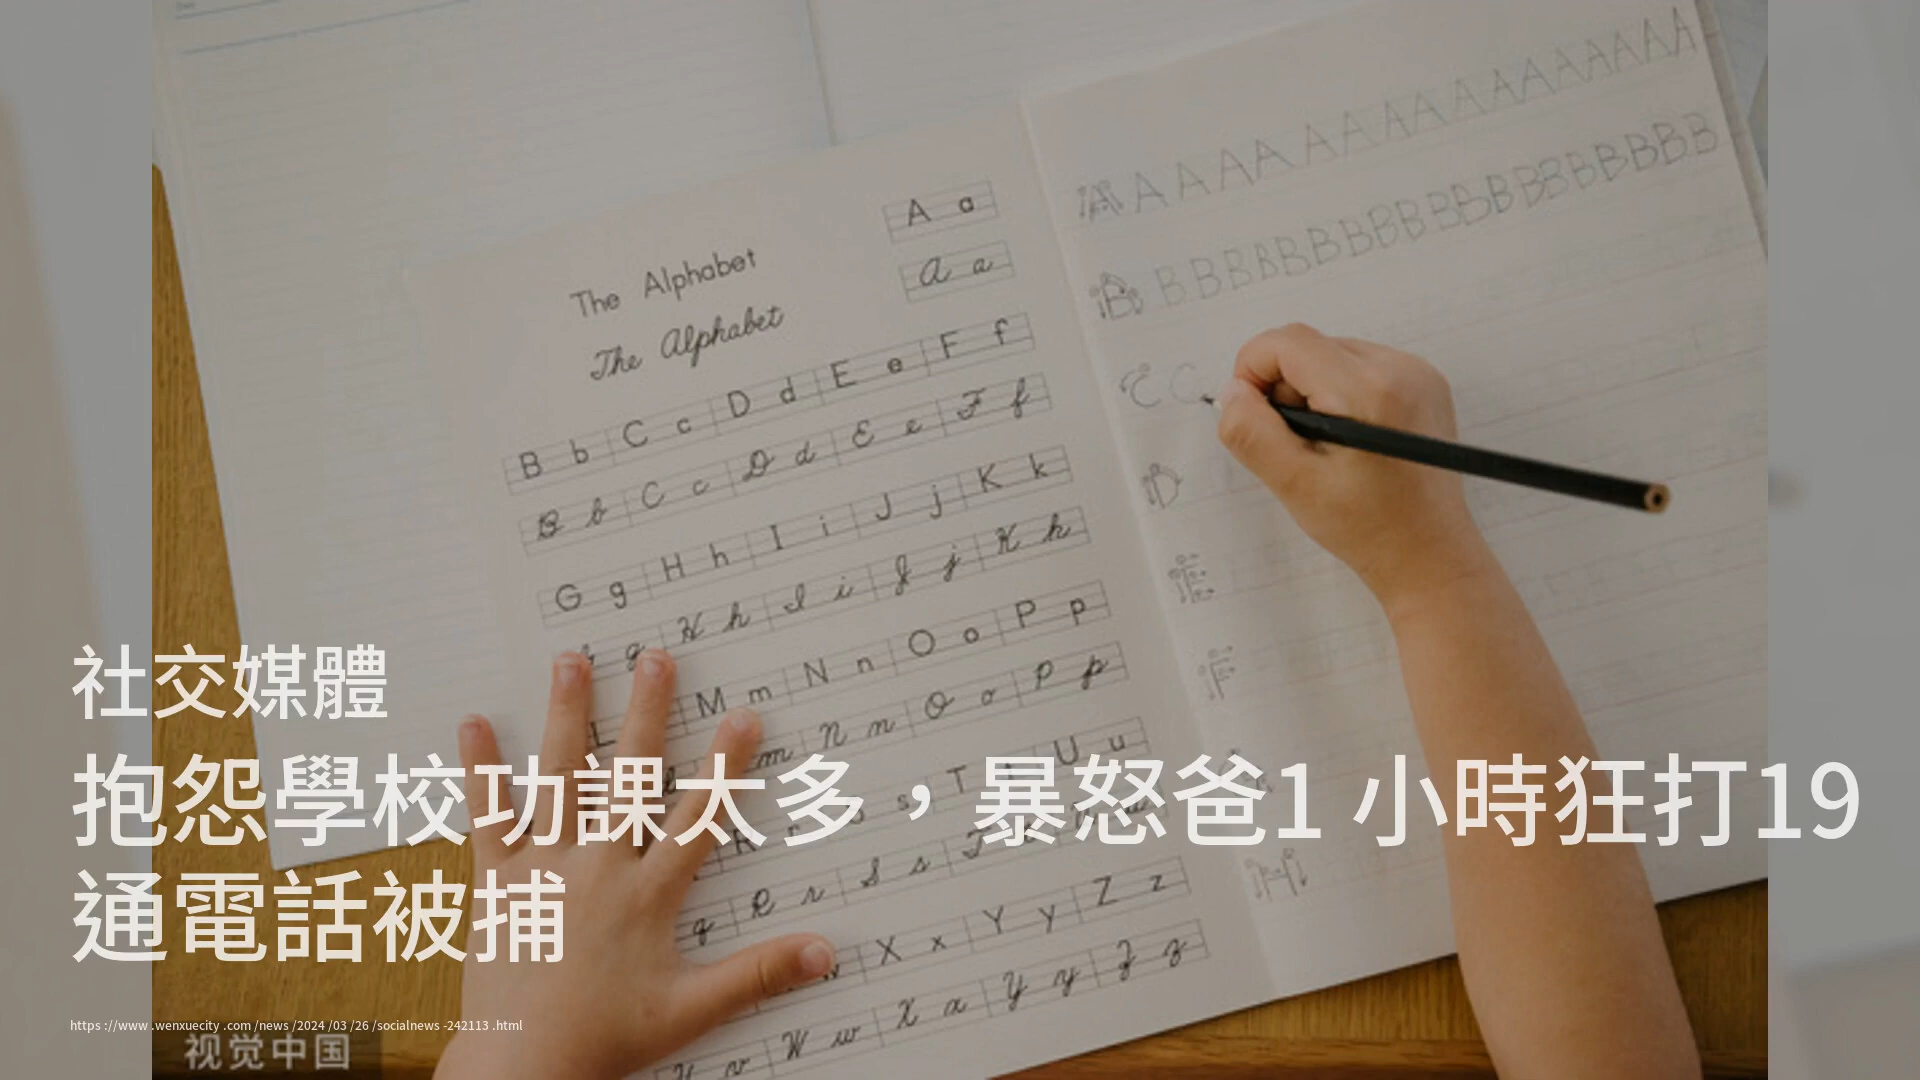 A A A A A A A A A A A A A A A A A
B B B B B B B B B B B B B B B B
C C
D
E
F
H
The Alphabet
The Alphabet
A a
A a
B b C c D d E e F f
B b C c D d E e F f
G g H h I i J j K k
g H h I i J j K k
L M m N n O o P p
m N n O o P p
s T U u
q R r S s T
X x Y y Z z
W w X x Y y Z z
社交媒體
抱怨學校功課太多，暴怒爸1 小時狂打19
通電話被捕
https ://www .wenxuecity .com /news /2024 /03 /26 /socialnews -242113 .html
视觉中国